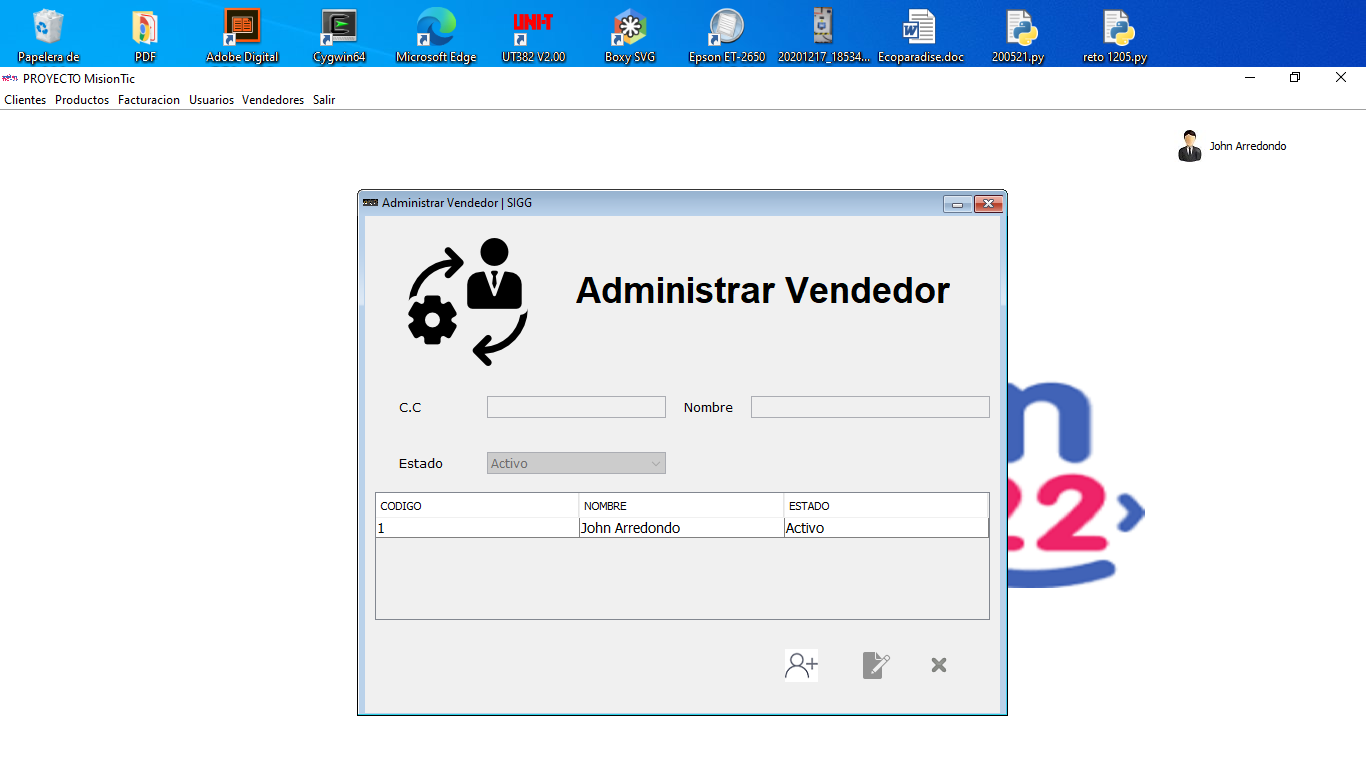 Papelera de
PDF
Adobe Digital
Cygwin64
Microsoft Edge
UNI-T
UT382 V2.00
Boxy SVG
Epson ET-2650
20201217_18534...
Ecoparadise.doc
200521.py
reto 1205.py
PROYECTO MisionTic
Clientes Productos Facturacion Usuarios Vendedores Salir
John Arredondo
Administrar Vendedor | SIGG
Administrar Vendedor
C.C
Nombre
Estado
Activo
CODIGO NOMBRE ESTADO
1 John Arredondo Activo
22